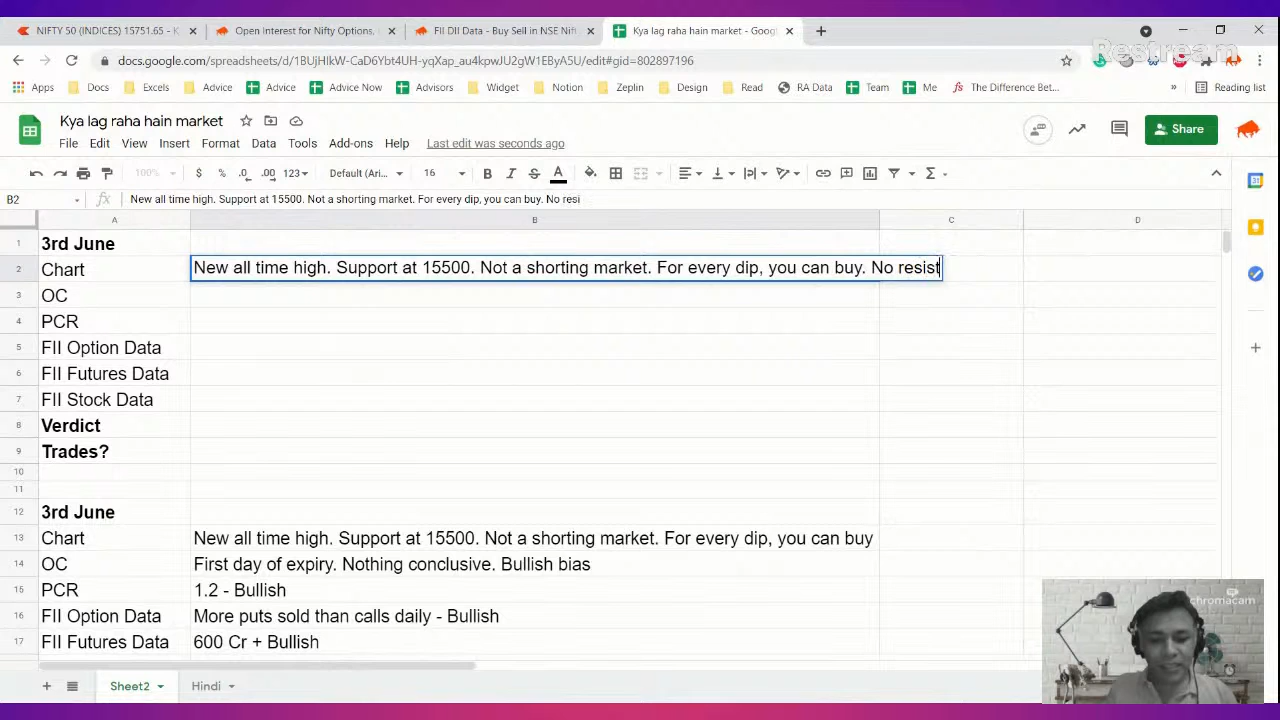 NIFTY 50 (INDICES) 15751.65 - K
Open Interest for Nifty Options,
FII DII Data - Buy Sell in NSE Nift
Kya lag raha hain market - Goog
Restream
docs.google.com/spreadsheets/d/1BUjHIkW-CaD6Ybt4UH-zpXap_au4owJU2gW1EByA5U/edit#gid=802897196
Apps
Docs
Excels
Advice
Advice
Advice Now
Advisors
Widget
Notion
Zeplin
Design
Read
RA Data
Team
Me
The Difference Bet...
»
Reading list
Kya lag raha hain market
File Edit View Insert Format Data Tools Add-ons Help Last edit was seconds ago
Share
100% $ % .0 .00 123 Default (Ari... 16 B I S A
B2 fx New all time high. Support at 15500. Not a shorting market. For every dip, you can buy. No resi
A B C D
1 3rd June
2 Chart New all time high. Support at 15500. Not a shorting market. For every dip, you can buy. No resist
3 OC
4 PCR
5 FII Option Data
6 FII Futures Data
7 FII Stock Data
8 Verdict
9 Trades?
10
11
12 3rd June
13 Chart New all time high. Support at 15500. Not a shorting market. For every dip, you can buy
14 OC First day of expiry. Nothing conclusive. Bullish bias
15 PCR 1.2 - Bullish
16 FII Option Data More puts sold than calls daily - Bullish
17 FII Futures Data 600 Cr + Bullish
chromacam
Sheet2 Hindi